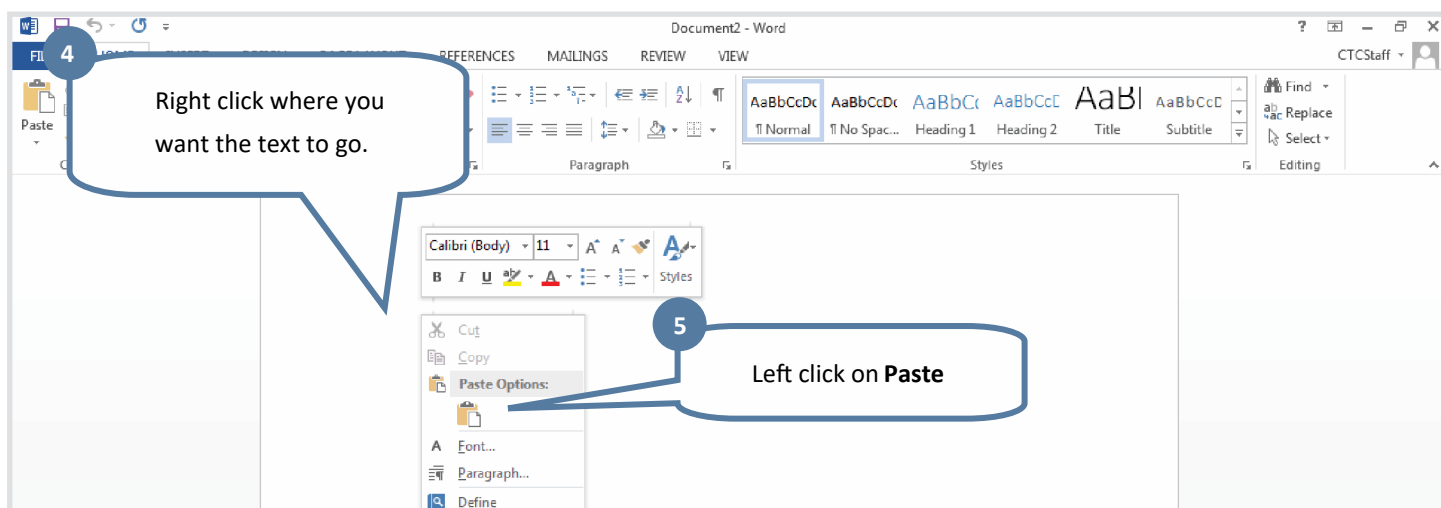 Document2 - Word
?
CTCStaff
REFERENCES MAILINGS REVIEW VIEW
4
Right click where you
want the text to go.
Paste
¶
AaBbCcDc AaBbCcDc AaBbCc AaBbCcD AaBl AaBbCcD
¶ Normal ¶ No Spac... Heading 1 Heading 2 Title Subtitle
Find
Replace
Select
Paragraph Styles Editing
Calibri (Body) 11 A A
B I U A Styles
Cut
Copy
Paste Options:
5
Left click on Paste
A Font...
Paragraph...
Define